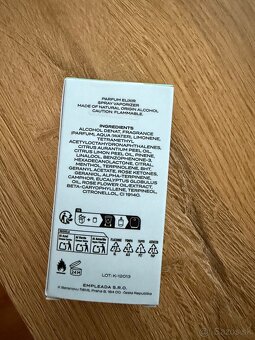 PARFUM ELIXIR
SPRAY VAPORIZER
MADE OF NATURAL ORIGIN ALCOHOL
CAUTION: FLAMMABLE.
INGREDIENTS
ALCOHOL DENAT, FRAGRANCE
(PARFUM), AQUA (WATER), LIMONENE,
TETRAMETHYL
ACETYLOCTAHYDRONAPHTHALENES,
CITRUS AURANTIUM PEEL OIL,
CITRUS LIMON PEEL OIL, PINENE,
LINALOOL, BENZOPHENONE-3,
HEXADECANOLACTONE, CITRAL,
MENTHOL, TERPINOLENE, BHT,
GERANYL ACETATE, ROSE KETONES,
GERANIOL, ALPHA-TERPINENE,
CAMPHOR, EUCALYPTUS GLOBULUS
OIL, ROSE FLOWER OIL/EXTRACT,
BETA-CARYOPHYLLENE, TERPINEOL,
CITRONELLOL, CI 19140.
24 M
LOT: K-12013
EMPLEADA S.R.O.